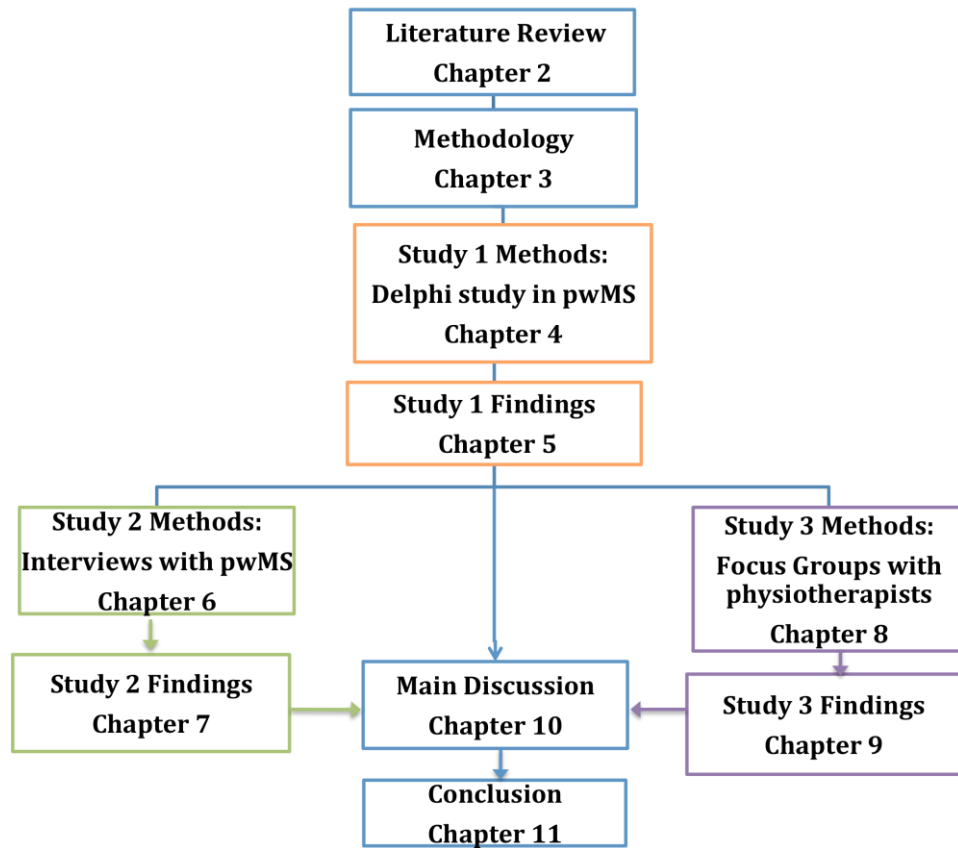 Literature Review
Chapter 2
Methodology
Chapter 3
Study 1 Methods:
Delphi study in pwMS
Chapter 4
Study 1 Findings
Chapter 5
Study 2 Methods:
Interviews with pwMS
Chapter 6
Study 3 Methods:
Focus Groups with
physiotherapists
Chapter 8
Study 2 Findings
Chapter 7
Main Discussion
Chapter 10
Study 3 Findings
Chapter 9
Conclusion
Chapter 11